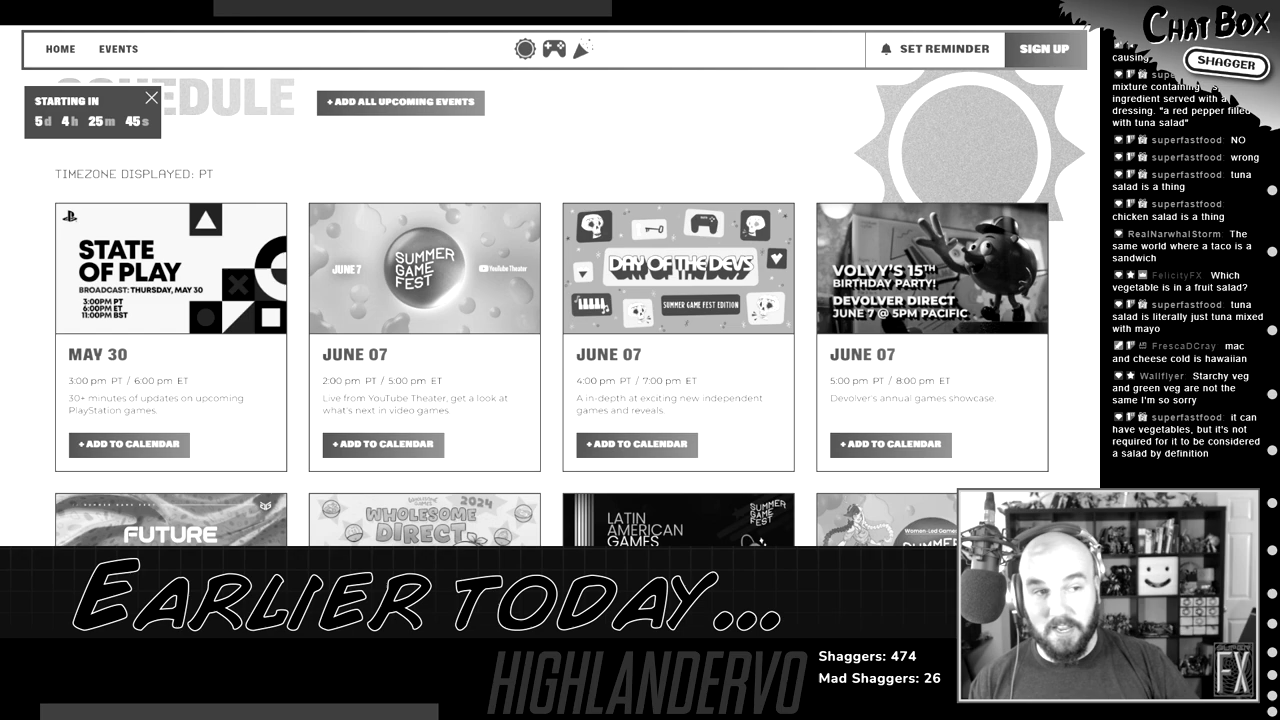 HOME
EVENTS
SET REMINDER
SIGN UP
STARTING IN
5d 4h 25m 45s
EDULE
+ ADD ALL UPCOMING EVENTS
TIMEZONE DISPLAYED: PT
STATE
OF PLAY
BROADCAST: THURSDAY, MAY 30
3:00PM PT
6:00PM ET
11:00PM BST
MAY 30
3:00 pm PT / 6:00 pm ET
30+ minutes of updates on upcoming
PlayStation games.
+ ADD TO CALENDAR
JUNE 7
SUMMER
GAME
FEST
YouTube Theater
JUNE 07
2:00 pm PT / 5:00 pm ET
Live from YouTube Theater, get a look at
what's next in video games.
+ ADD TO CALENDAR
DAY OF THE DEVS
SUMMER GAME FEST EDITION
JUNE 07
4:00 pm PT / 7:00 pm ET
A in-depth at exciting new independent
games and reveals.
+ ADD TO CALENDAR
VOLVY'S 15TH
BIRTHDAY PARTY!
DEVOLVER DIRECT
JUNE 7 @ 5PM PACIFIC
JUNE 07
5:00 pm PT / 8:00 pm ET
Devolver's annual games showcase.
+ ADD TO CALENDAR
FUTURE
WHOLESOME
DIRECT
2024
LATIN
AMERICAN
GAMES
SUMMER
GAME
FEST
Women-Led Games
SUMMER
CHAT BOX
SHAGGER
causing
mixture containing
ingredient served with a
dressing. "a red pepper filled
with tuna salad"
superfastfood: NO
superfastfood: wrong
superfastfood: tuna
salad is a thing
superfastfood:
chicken salad is a thing
RealNarwhalStorm: The
same world where a taco is a
sandwich
FelicityFX: Which
vegetable is in a fruit salad?
superfastfood: tuna
salad is literally just tuna mixed
with mayo
FrescaDCray: mac
and cheese cold is hawaiian
Wallflyer: Starchy veg
and green veg are not the
same I'm so sorry
superfastfood: it can
have vegetables, but it's not
required for it to be considered
a salad by definition
EARLIER TODAY...
HIGHLANDERVO
Shaggers: 474
Mad Shaggers: 26
SUPER
FX